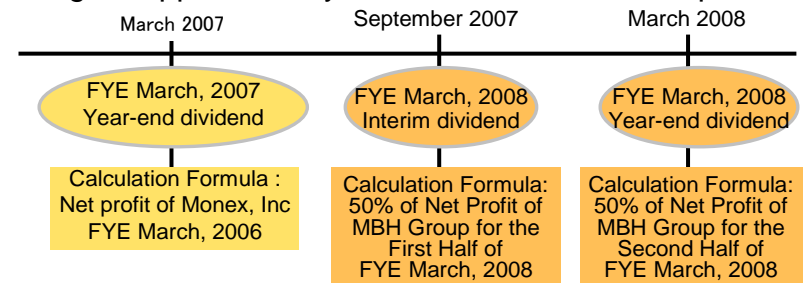 March 2007
September 2007
March 2008
FYE March, 2007
Year-end dividend
FYE March, 2008
Interim dividend
FYE March, 2008
Year-end dividend
Calculation Formula :
Net profit of Monex, Inc
FYE March, 2006
Calculation Formula:
50% of Net Profit of
MBH Group for the
First Half of
FYE March, 2008
Calculation Formula:
50% of Net Profit of
MBH Group for the
Second Half of
FYE March, 2008